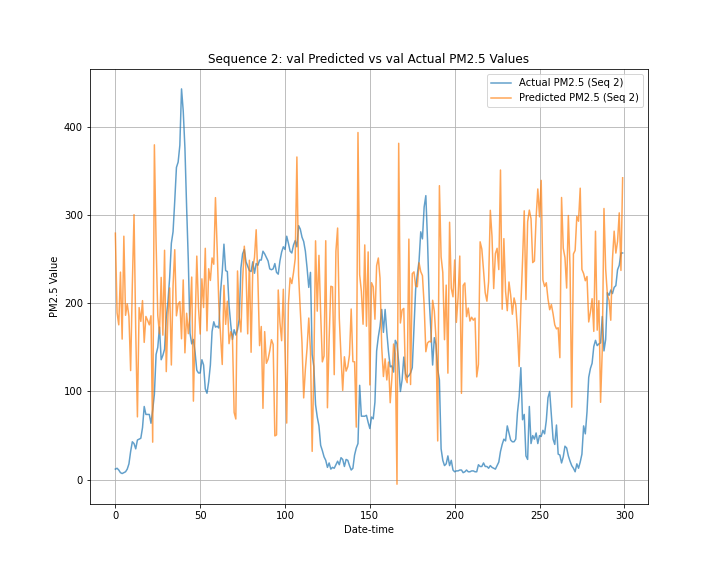 Sequence 2: val Predicted vs val Actual PM2.5 Values
Actual PM2.5 (Seq 2)
Predicted PM2.5 (Seq 2)
PM2.5 Value
400
300
200
100
0
0 50 100 150 200 250 300
Date-time